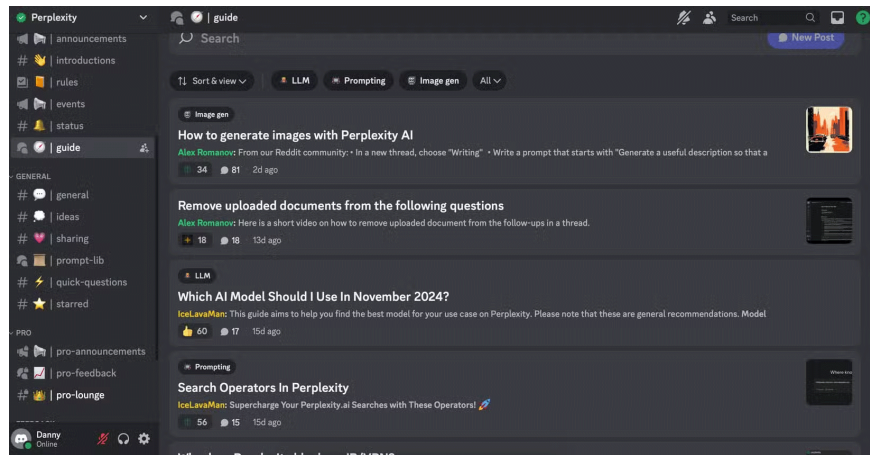 Perplexity
| guide
Search
| announcements
| introductions
| rules
| events
| status
| guide
GENERAL
| general
| ideas
| sharing
| prompt-lib
| quick-questions
| starred
PRO
| pro-announcements
| pro-feedback
| pro-lounge
Danny
Online
Search
New Post
Sort & view
LLM
Prompting
Image gen
All
Image gen
How to generate images with Perplexity AI
Alex Romanov: From our Reddit community: • In a new thread, choose "Writing" • Write a prompt that starts with "Generate a useful description so that a
34 81 2d ago
Remove uploaded documents from the following questions
Alex Romanov: Here is a short video on how to remove uploaded document from the follow-ups in a thread.
18 18 13d ago
LLM
Which AI Model Should I Use In November 2024?
IceLavaMan: This guide aims to help you find the best model for your use case on Perplexity. Please note that these are general recommendations. Model
60 17 15d ago
Prompting
Search Operators In Perplexity
IceLavaMan: Supercharge Your Perplexity.ai Searches with These Operators! 🚀
56 15 15d ago